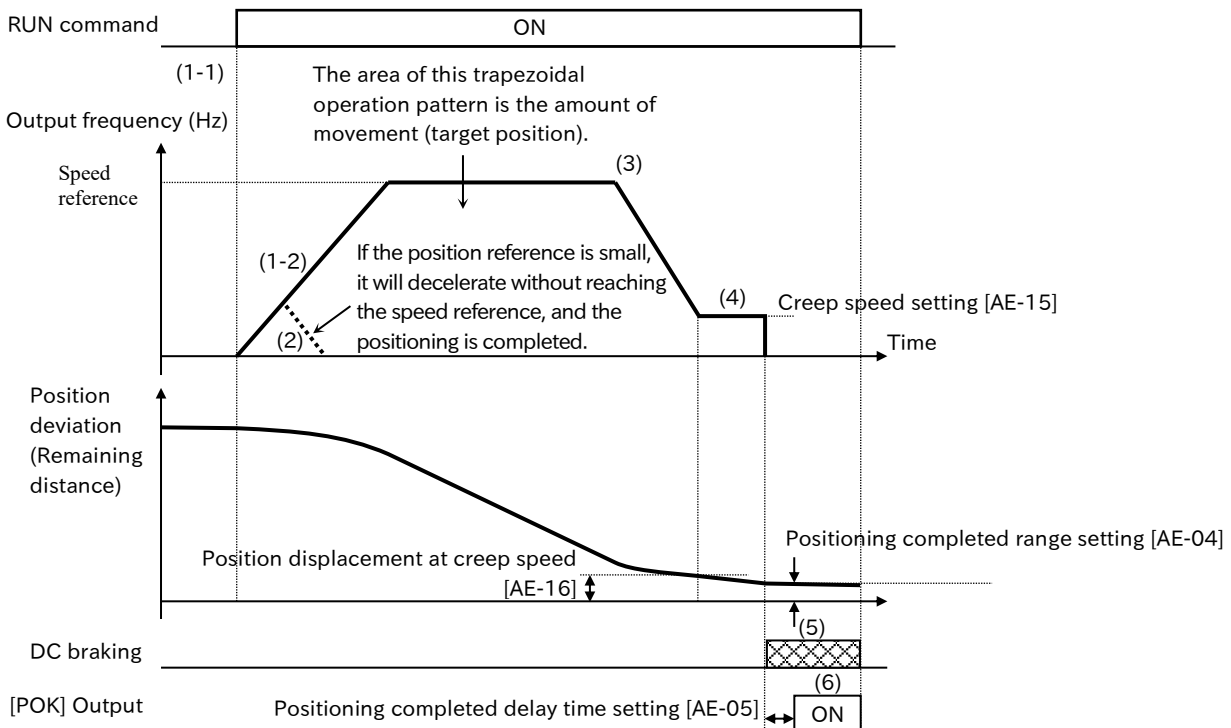 RUN command
ON
(1-1)
The area of this trapezoidal
operation pattern is the amount of
movement (target position).
Output frequency (Hz)
Speed
reference
(3)
(1-2)
If the position reference is small,
it will decelerate without reaching
the speed reference, and the
positioning is completed.
(2)
(4)
Creep speed setting [AE-15]
Time
Position
deviation
(Remaining
distance)
Position displacement at creep speed
[AE-16]
Positioning completed range setting [AE-04]
(5)
DC braking
(6)
[POK] Output
Positioning completed delay time setting [AE-05]
ON